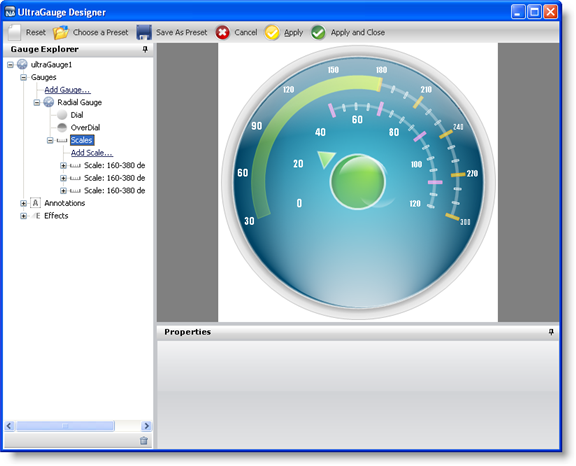 UltraGauge Designer
Reset Choose a Preset Save As Preset Cancel Apply Apply and Close
Gauge Explorer
ultraGauge1
Gauges
Add Gauge...
Radial Gauge
Dial
OverDial
Scales
Add Scale...
Scale: 160-380 de
Scale: 160-380 de
Scale: 160-380 de
A Annotations
E Effects
150 180
120 210
90 240
60 270
30 300
60
40 80
20 100
0 120
Properties